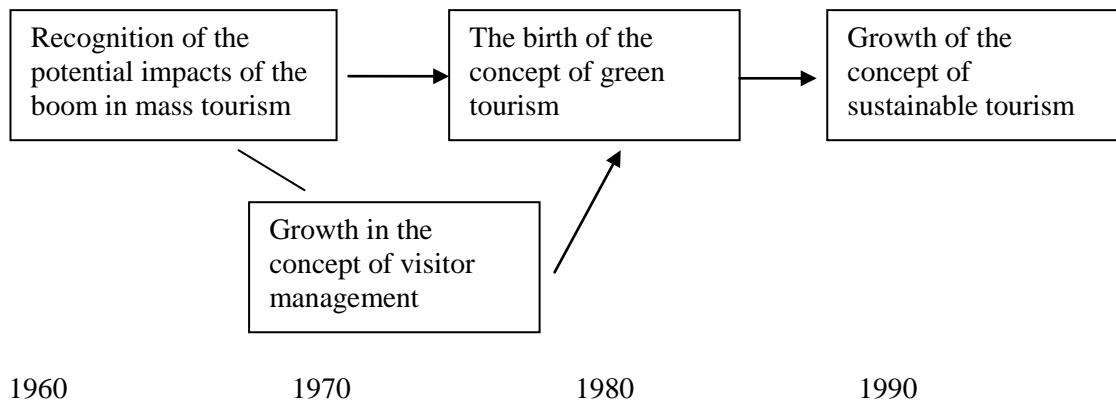 Recognition of the
potential impacts of the
boom in mass tourism
The birth of the
concept of green
tourism
Growth of the
concept of
sustainable tourism
Growth in the
concept of visitor
management
1960 1970 1980 1990